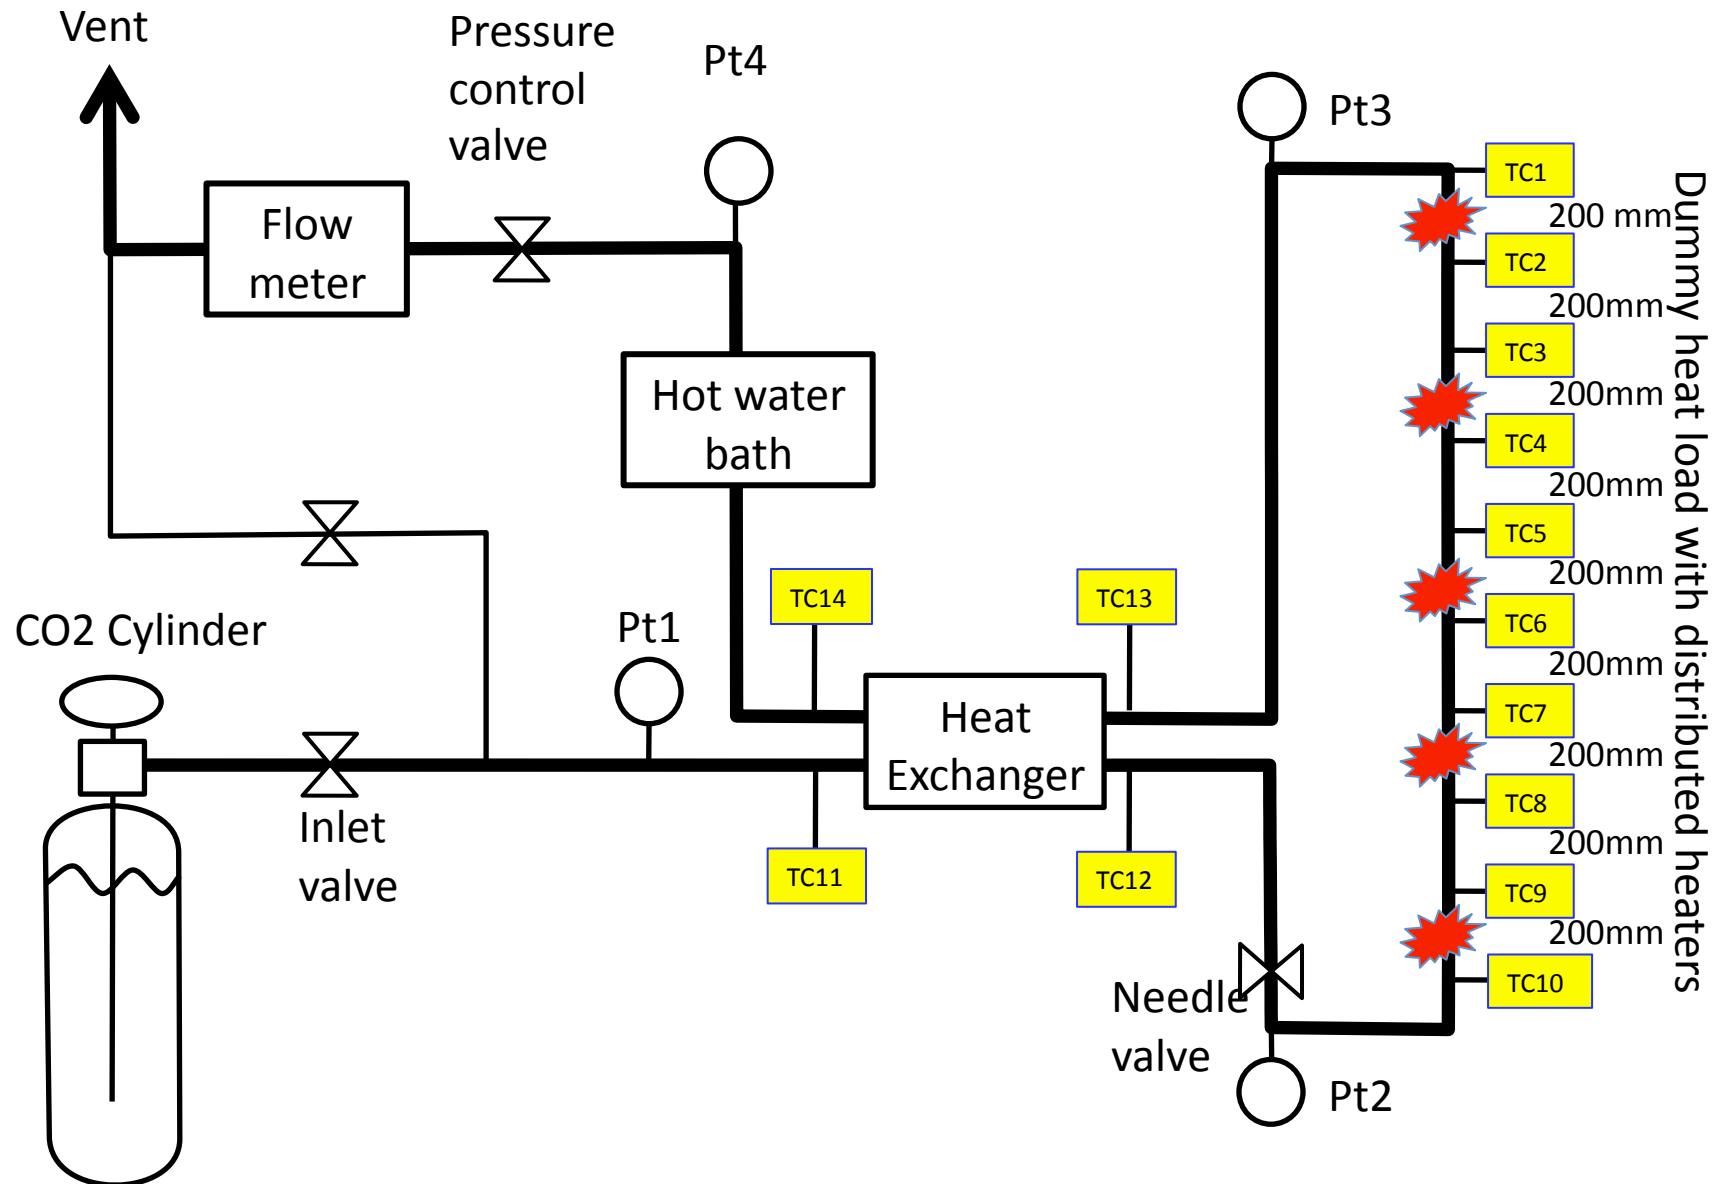 Vent
Pressure
control
valve
Pt4
Pt3
TC1
200 mm
Flow
meter
TC2
200mm
TC3
Hot water
bath
200mm
TC4
200mm
TC5
200mm
TC14
TC13
TC6
CO2 Cylinder
Pt1
200mm
TC7
Heat
Exchanger
200mm
TC8
Inlet
valve
200mm
TC11
TC12
TC9
200mm
TC10
Needle
valve
Pt2
Dummy heat load with distributed heaters